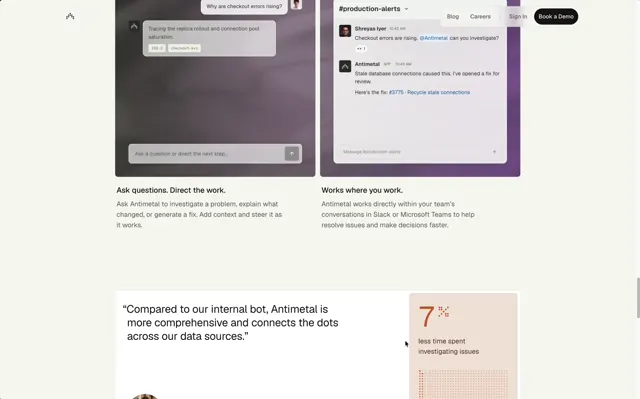 Why are checkout errors rising?
Tracing the replica rollout and connection pool
saturation.
Ask a question or direct the next step...
#production-alerts
Shreyas Iyer
Checkout errors are rising. @Antimetal can you investigate?
Antimetal APP
Stale database connections caused this, I've opened a fix for
review.
Here's the fix: #3775 · Recycle stale connections
Message #production-alerts
Blog Careers Sign In Book a Demo
Ask questions. Direct the work.
Ask Antimetal to investigate a problem, explain what
changed, or generate a fix. Add context and steer it as
it works.
Works where you work.
Antimetal works directly within your team's
conversations in Slack or Microsoft Teams to help
resolve issues and make decisions faster.
“Compared to our internal bot, Antimetal is
more comprehensive and connects the dots
across our data sources.”
7%
less time spent
investigating issues